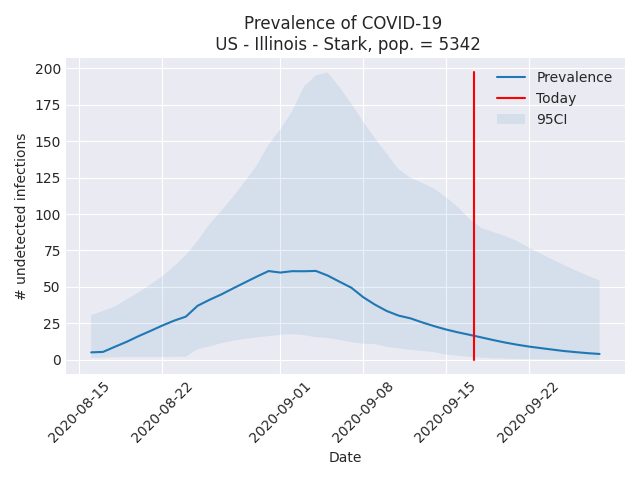 Prevalence of COVID-19
US - Illinois - Stark, pop. = 5342
200
175
150
125
100
75
50
25
0
# undetected infections
Prevalence
Today
95CI
2020-08-15
2020-08-22
2020-09-01
2020-09-08
2020-09-15
2020-09-22
Date